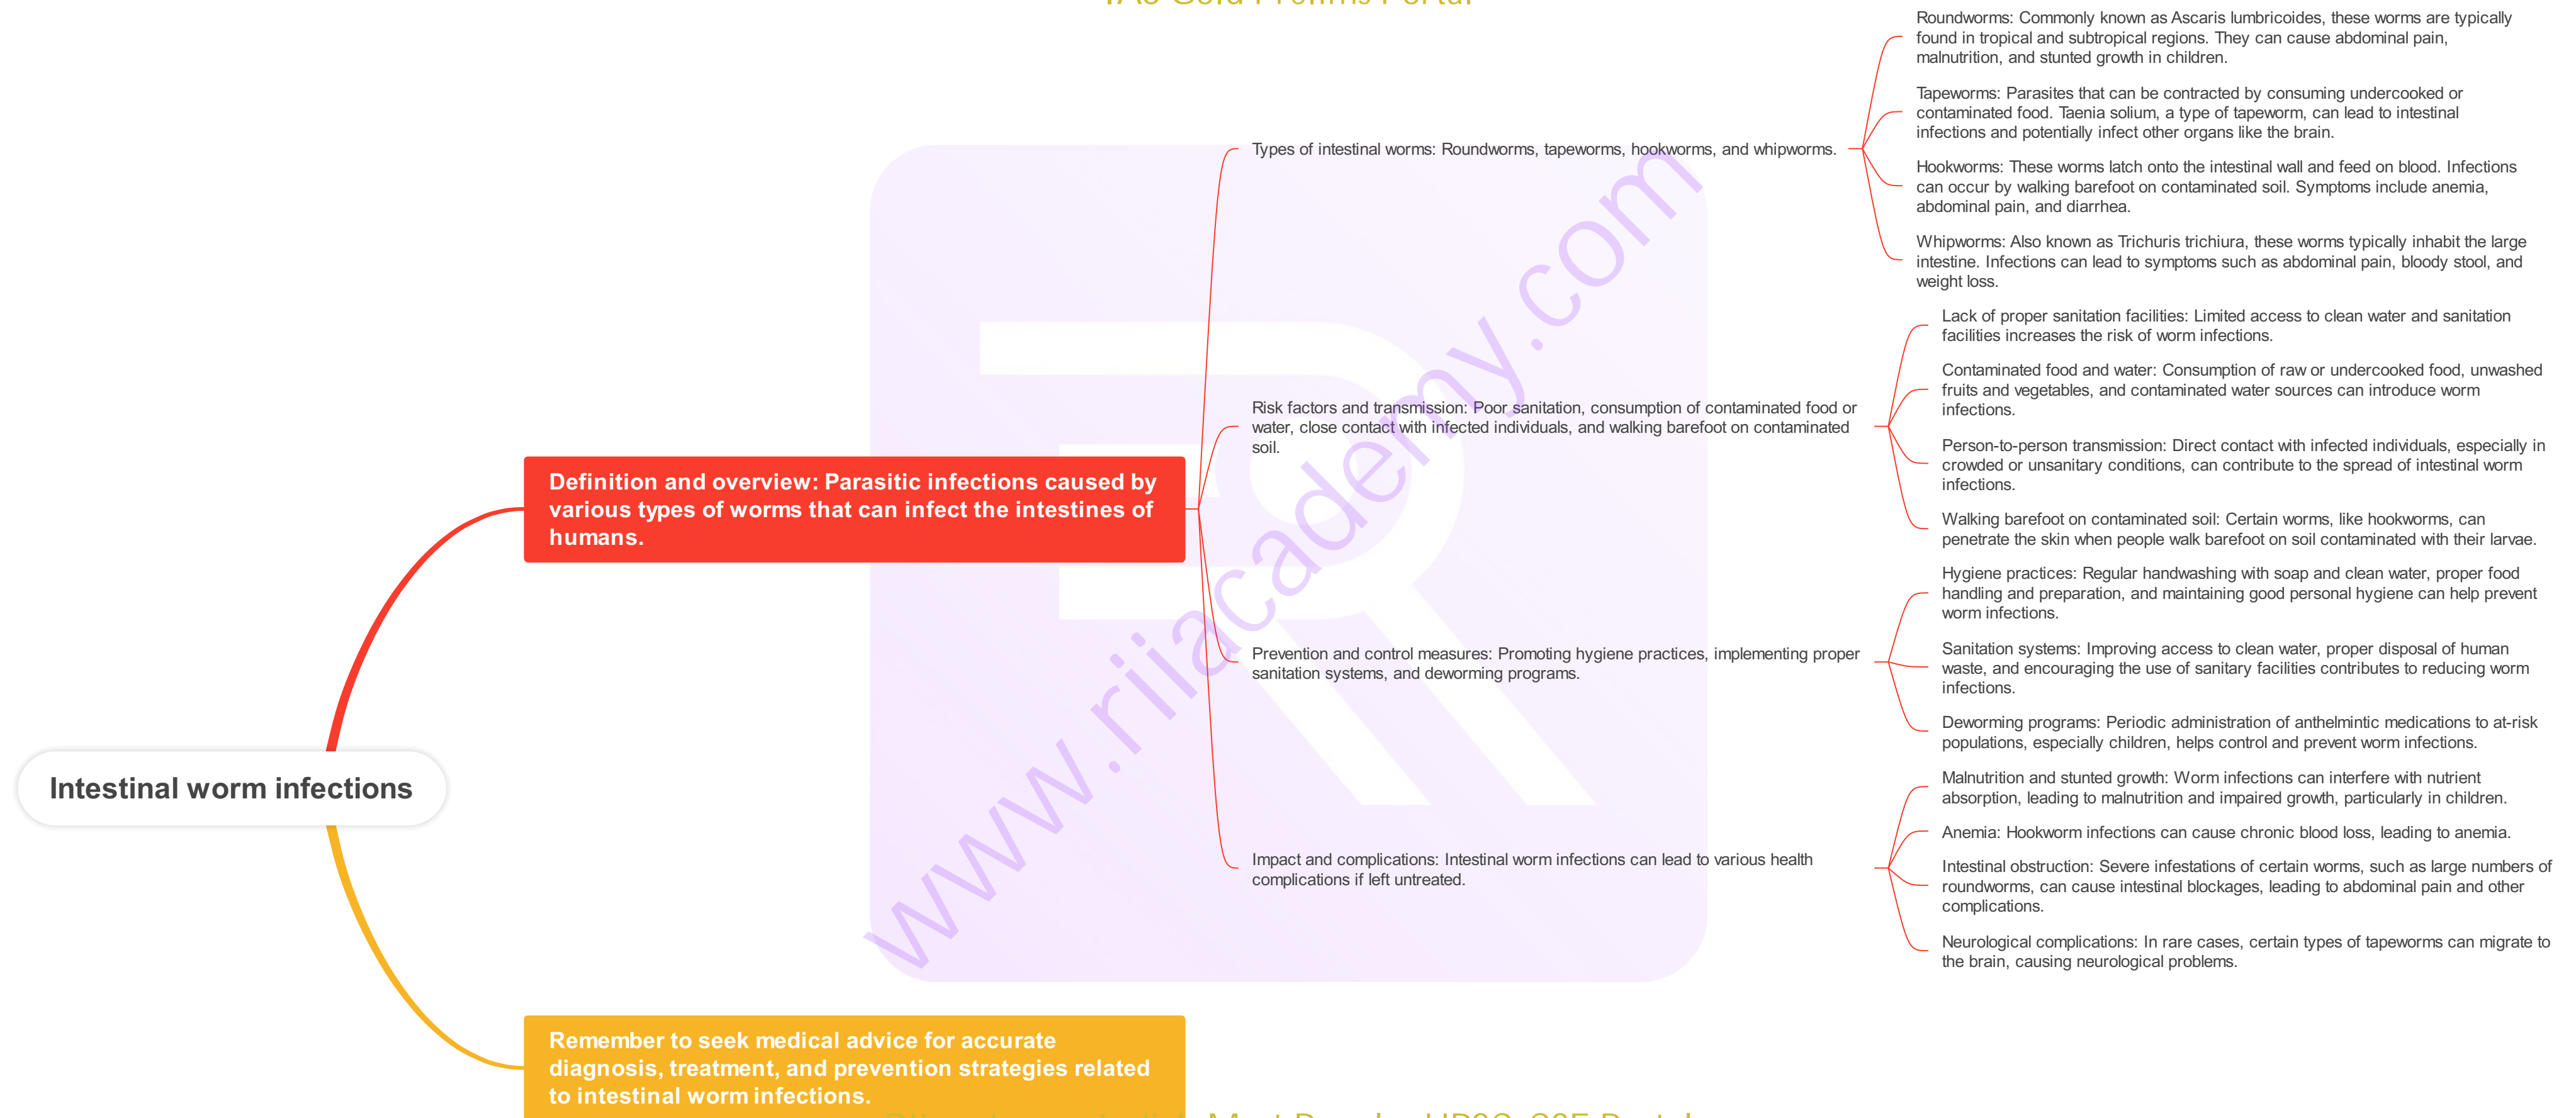 Intestinal worm infections
Definition and overview: Parasitic infections caused by
various types of worms that can infect the intestines of
humans.
Types of intestinal worms: Roundworms, tapeworms, hookworms, and whipworms.
Roundworms: Commonly known as Ascaris lumbricoides, these worms are typically
found in tropical and subtropical regions. They can cause abdominal pain,
malnutrition, and stunted growth in children.
Tapeworms: Parasites that can be contracted by consuming undercooked or
contaminated food. Taenia solium, a type of tapeworm, can lead to intestinal
infections and potentially infect other organs like the brain.
Hookworms: These worms latch onto the intestinal wall and feed on blood. Infections
can occur by walking barefoot on contaminated soil. Symptoms include anemia,
abdominal pain, and diarrhea.
Whipworms: Also known as Trichuris trichiura, these worms typically inhabit the large
intestine. Infections can lead to symptoms such as abdominal pain, bloody stool, and
weight loss.
Risk factors and transmission: Poor sanitation, consumption of contaminated food or
water, close contact with infected individuals, and walking barefoot on contaminated
soil.
Lack of proper sanitation facilities: Limited access to clean water and sanitation
facilities increases the risk of worm infections.
Contaminated food and water: Consumption of raw or undercooked food, unwashed
fruits and vegetables, and contaminated water sources can introduce worm
infections.
Person-to-person transmission: Direct contact with infected individuals, especially in
crowded or unsanitary conditions, can contribute to the spread of intestinal worm
infections.
Walking barefoot on contaminated soil: Certain worms, like hookworms, can
penetrate the skin when people walk barefoot on soil contaminated with their larvae.
Prevention and control measures: Promoting hygiene practices, implementing proper
sanitation systems, and deworming programs.
Hygiene practices: Regular handwashing with soap and clean water, proper food
handling and preparation, and maintaining good personal hygiene can help prevent
worm infections.
Sanitation systems: Improving access to clean water, proper disposal of human
waste, and encouraging the use of sanitary facilities contributes to reducing worm
infections.
Deworming programs: Periodic administration of anthelmintic medications to at-risk
populations, especially children, helps control and prevent worm infections.
Impact and complications: Intestinal worm infections can lead to various health
complications if left untreated.
Malnutrition and stunted growth: Worm infections can interfere with nutrient
absorption, leading to malnutrition and impaired growth, particularly in children.
Anemia: Hookworm infections can cause chronic blood loss, leading to anemia.
Intestinal obstruction: Severe infestations of certain worms, such as large numbers of
roundworms, can cause intestinal blockages, leading to abdominal pain and other
complications.
Neurological complications: In rare cases, certain types of tapeworms can migrate to
the brain, causing neurological problems.
Remember to seek medical advice for accurate
diagnosis, treatment, and prevention strategies related
to intestinal worm infections.
www.riiacademy.com